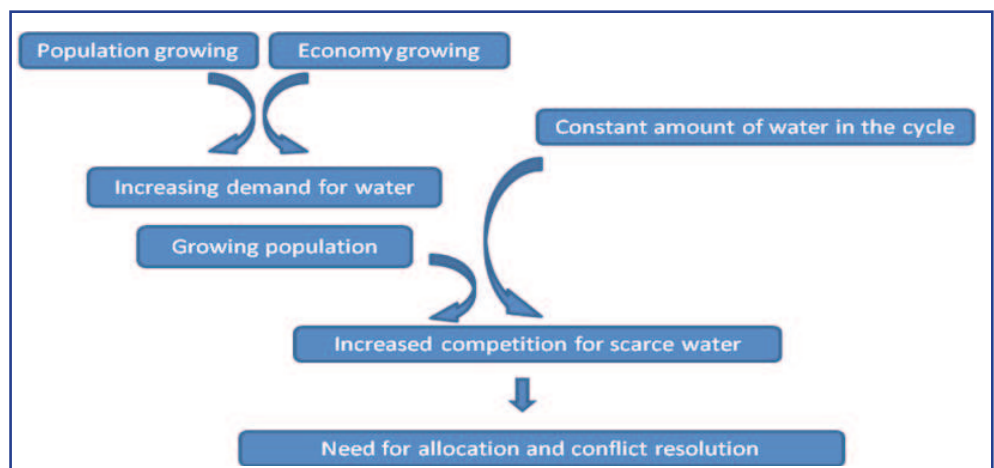 Population growing
Economy growing
Constant amount of water in the cycle
Increasing demand for water
Growing population
Increased competition for scarce water
Need for allocation and conflict resolution